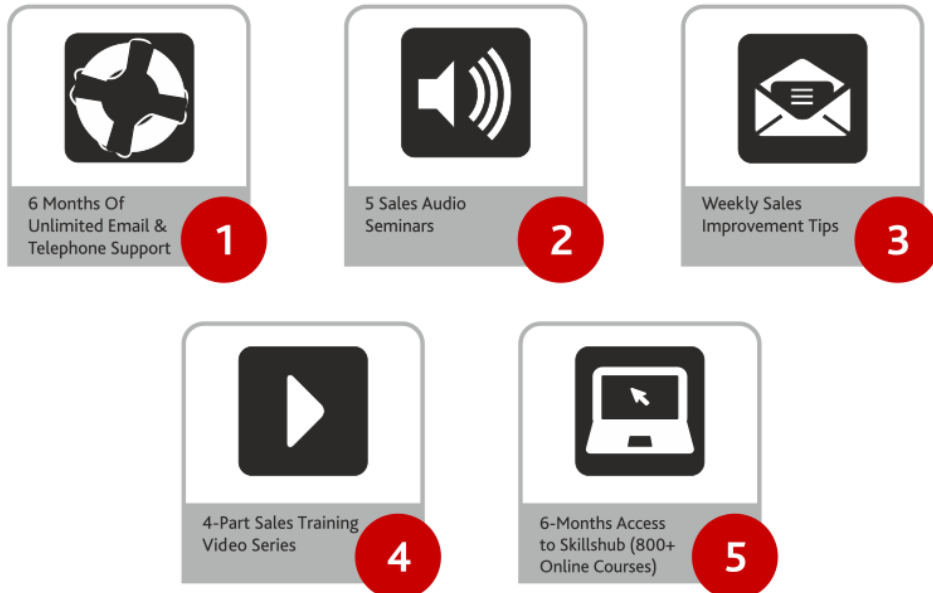 6 Months Of
Unlimited Email &
Telephone Support
1
5 Sales Audio
Seminars
2
Weekly Sales
Improvement Tips
3
4-Part Sales Training
Video Series
4
6-Months Access
to Skillshub (800+
Online Courses)
5